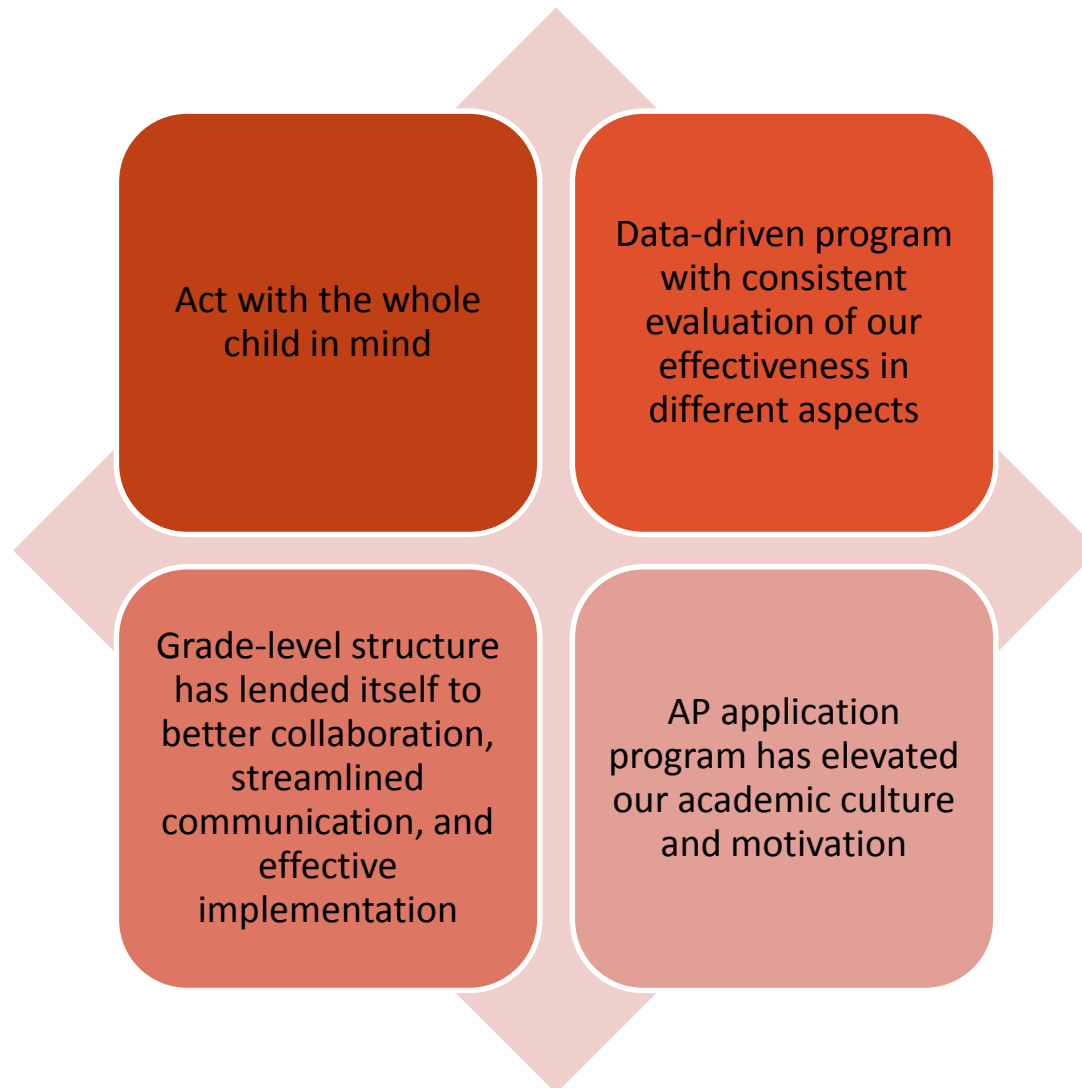 Act with the whole
child in mind
Data-driven program
with consistent
evaluation of our
effectiveness in
different aspects
Grade-level structure
has lended itself to
better collaboration,
streamlined
communication, and
effective
implementation
AP application
program has elevated
our academic culture
and motivation